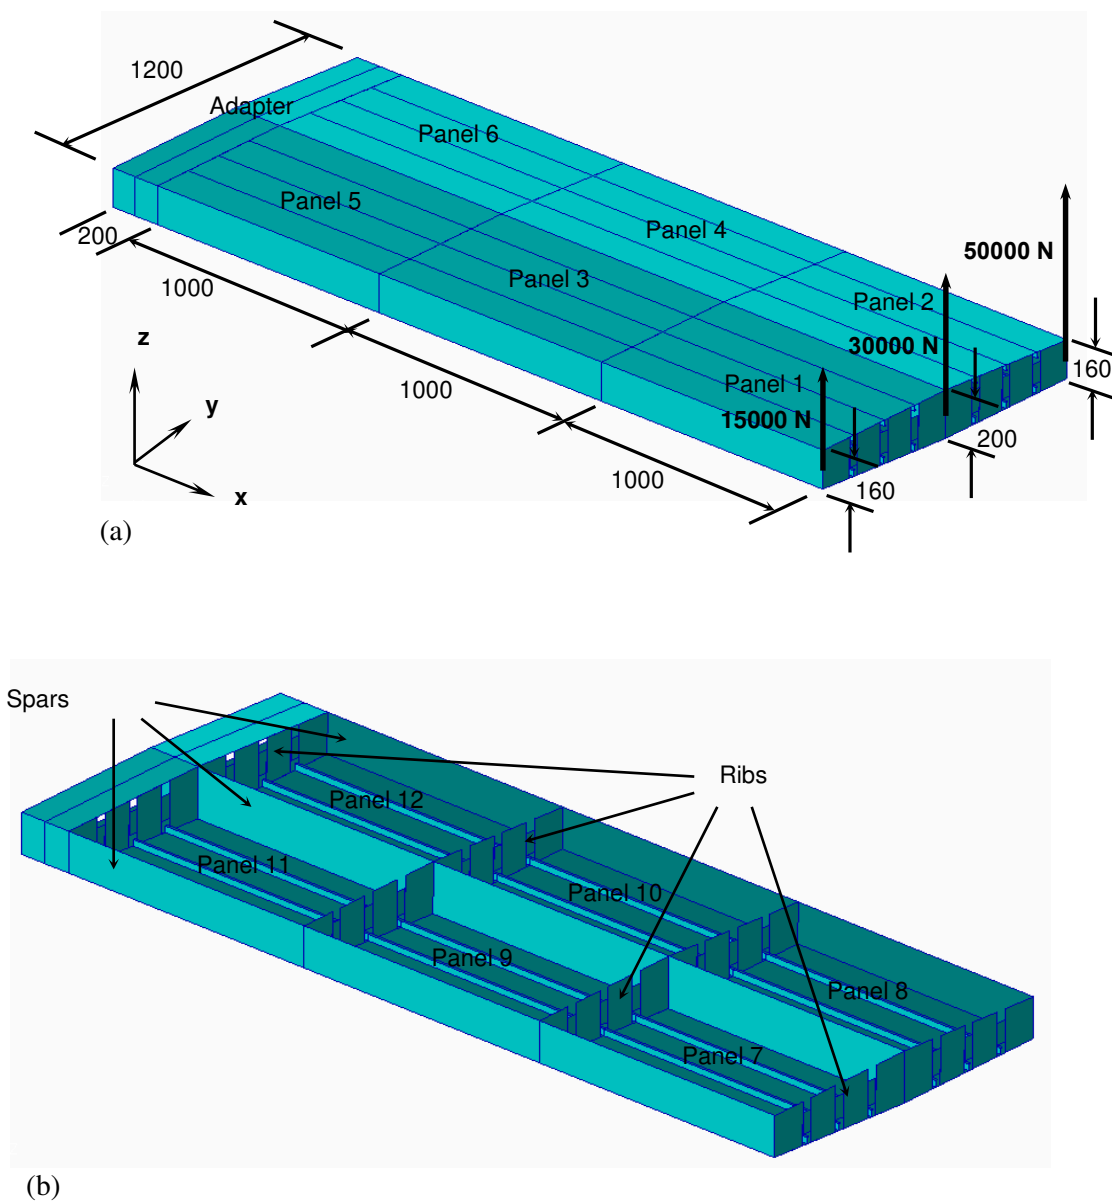 1200
Adapter
Panel 6
Panel 5
Panel 4
200
50000 N
1000
Panel 3
Panel 2
z
30000 N
160
1000
Panel 1
y
15000 N
200
1000
x
160
(a)
Spars
Ribs
Panel 12
Panel 11
Panel 10
Panel 9
Panel 8
Panel 7
(b)